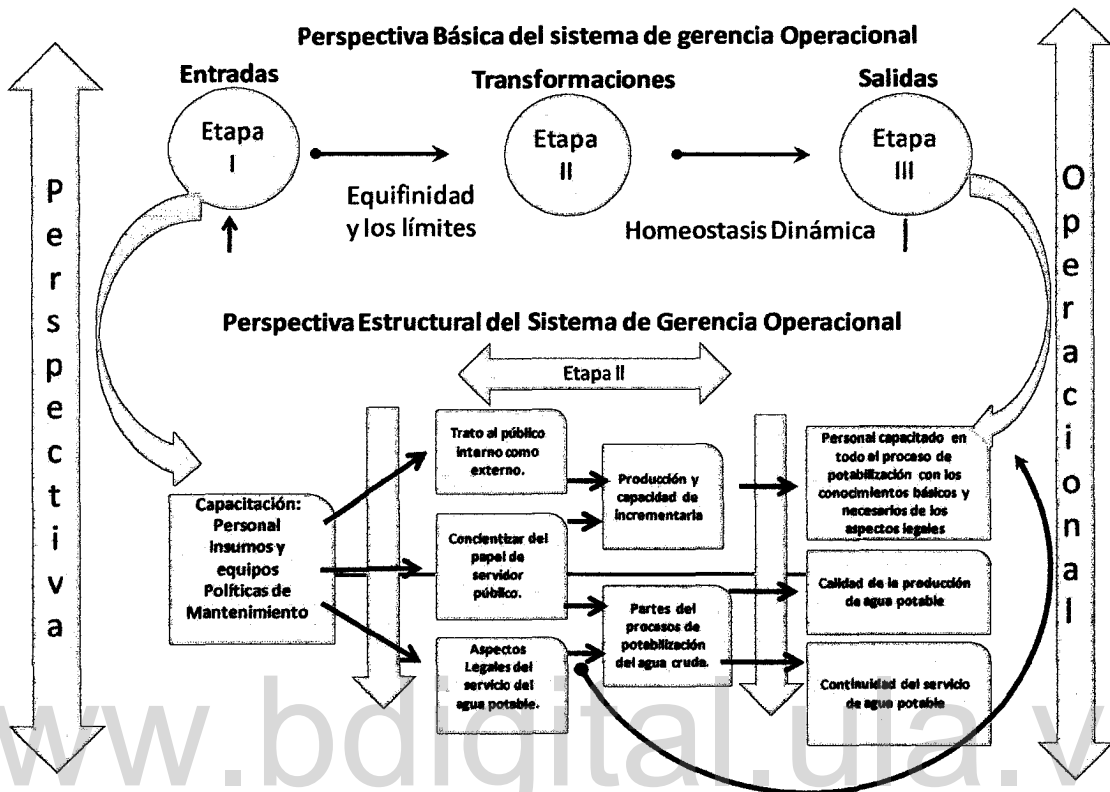 Perspectiva Básica del sistema de gerencia Operacional
Entradas
Transformaciones
Salidas
Etapa
I
Etapa
II
Etapa
III
Equifinidad
y los límites
Homeostasis Dinámica
Perspectiva
Operacional
Perspectiva Estructural del Sistema de Gerencia Operacional
Etapa II
Capacitación:
Personal
Insumos y
equipos
Políticas de
Mantenimiento
Trato al público
interno como
externo.
Concientizar del
papel de
servidor
público.
Aspectos
Legales del
servicio del
agua potable.
Producción y
capacidad de
incrementarla
Partes del
procesos de
potabilización
del agua cruda.
Personal capacitado en
todo el proceso de
potabilización con los
conocimientos básicos y
necesarios de los
aspectos legales
Calidad de la producción
de agua potable
Continuidad del servicio
de agua potable
www.bdigital.ula.v